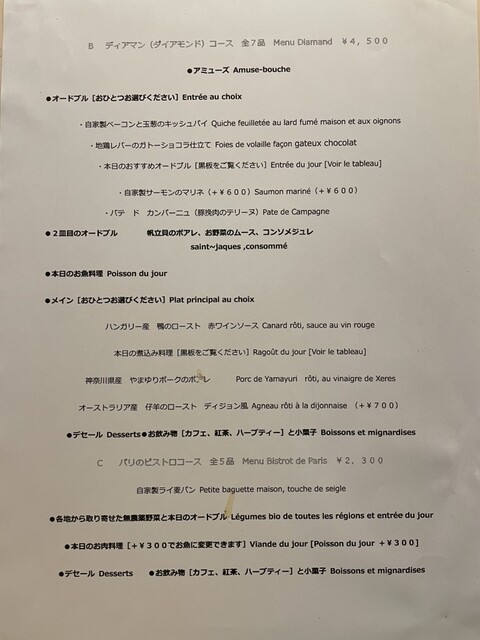 B ディアマン（ダイアモンド）コース 全７品 Menu Diamand ￥４，５００
●アミューズ Amuse-bouche
●オードブル［おひとつお選びください］Entrée au choix
・自家製ベーコンと玉葱のキッシュパイ Quiche feuilletée au lard fumé maison et aux oignons
・地鶏レバーのガトーショコラ仕立て Foies de volaille façon gateux chocolat
・本日のおすすめオードブル［黒板をご覧ください］Entrée du jour [Voir le tableau]
・自家製サーモンのマリネ（＋￥６００）Saumon mariné（＋￥６００）
・パテ ド カンパーニュ（豚挽肉のテリーヌ）Pate de Campagne
●２皿目のオードブル 帆立貝のポアレ、お野菜のムース、コンソメジュレ
saint~jaques ,consommé
●本日のお魚料理 Poisson du jour
●メイン［おひとつお選びください］Plat principal au choix
ハンガリー産 鴨のロースト 赤ワインソース Canard rôti, sauce au vin rouge
本日の煮込み料理［黒板をご覧ください］Ragoût du jour [Voir le tableau]
神奈川県産 やまゆりポークのポ レ Porc de Yamayuri rôti, au vinaigre de Xeres
オーストラリア産 仔羊のロースト ディジョン風 Agneau rôti à la dijonnaise （＋￥７００）
●デセール Desserts●お飲み物［カフェ、紅茶、ハーブティー］と小菓子 Boissons et mignardises
C パリのビストロコース 全５品 Menu Bistrot de Paris ￥２，３００
自家製ライ麦パン Petite baguette maison, touche de seigle
●各地から取り寄せた無農薬野菜と本日のオードブル Légumes bio de toutes les régions et entrée du jour
●本日のお肉料理［＋￥３００でお魚に変更できます］Viande du jour [Poisson du jour ＋￥３００]
●デセール Desserts ●お飲み物［カフェ、紅茶、ハーブティー］と小菓子 Boissons et mignardises